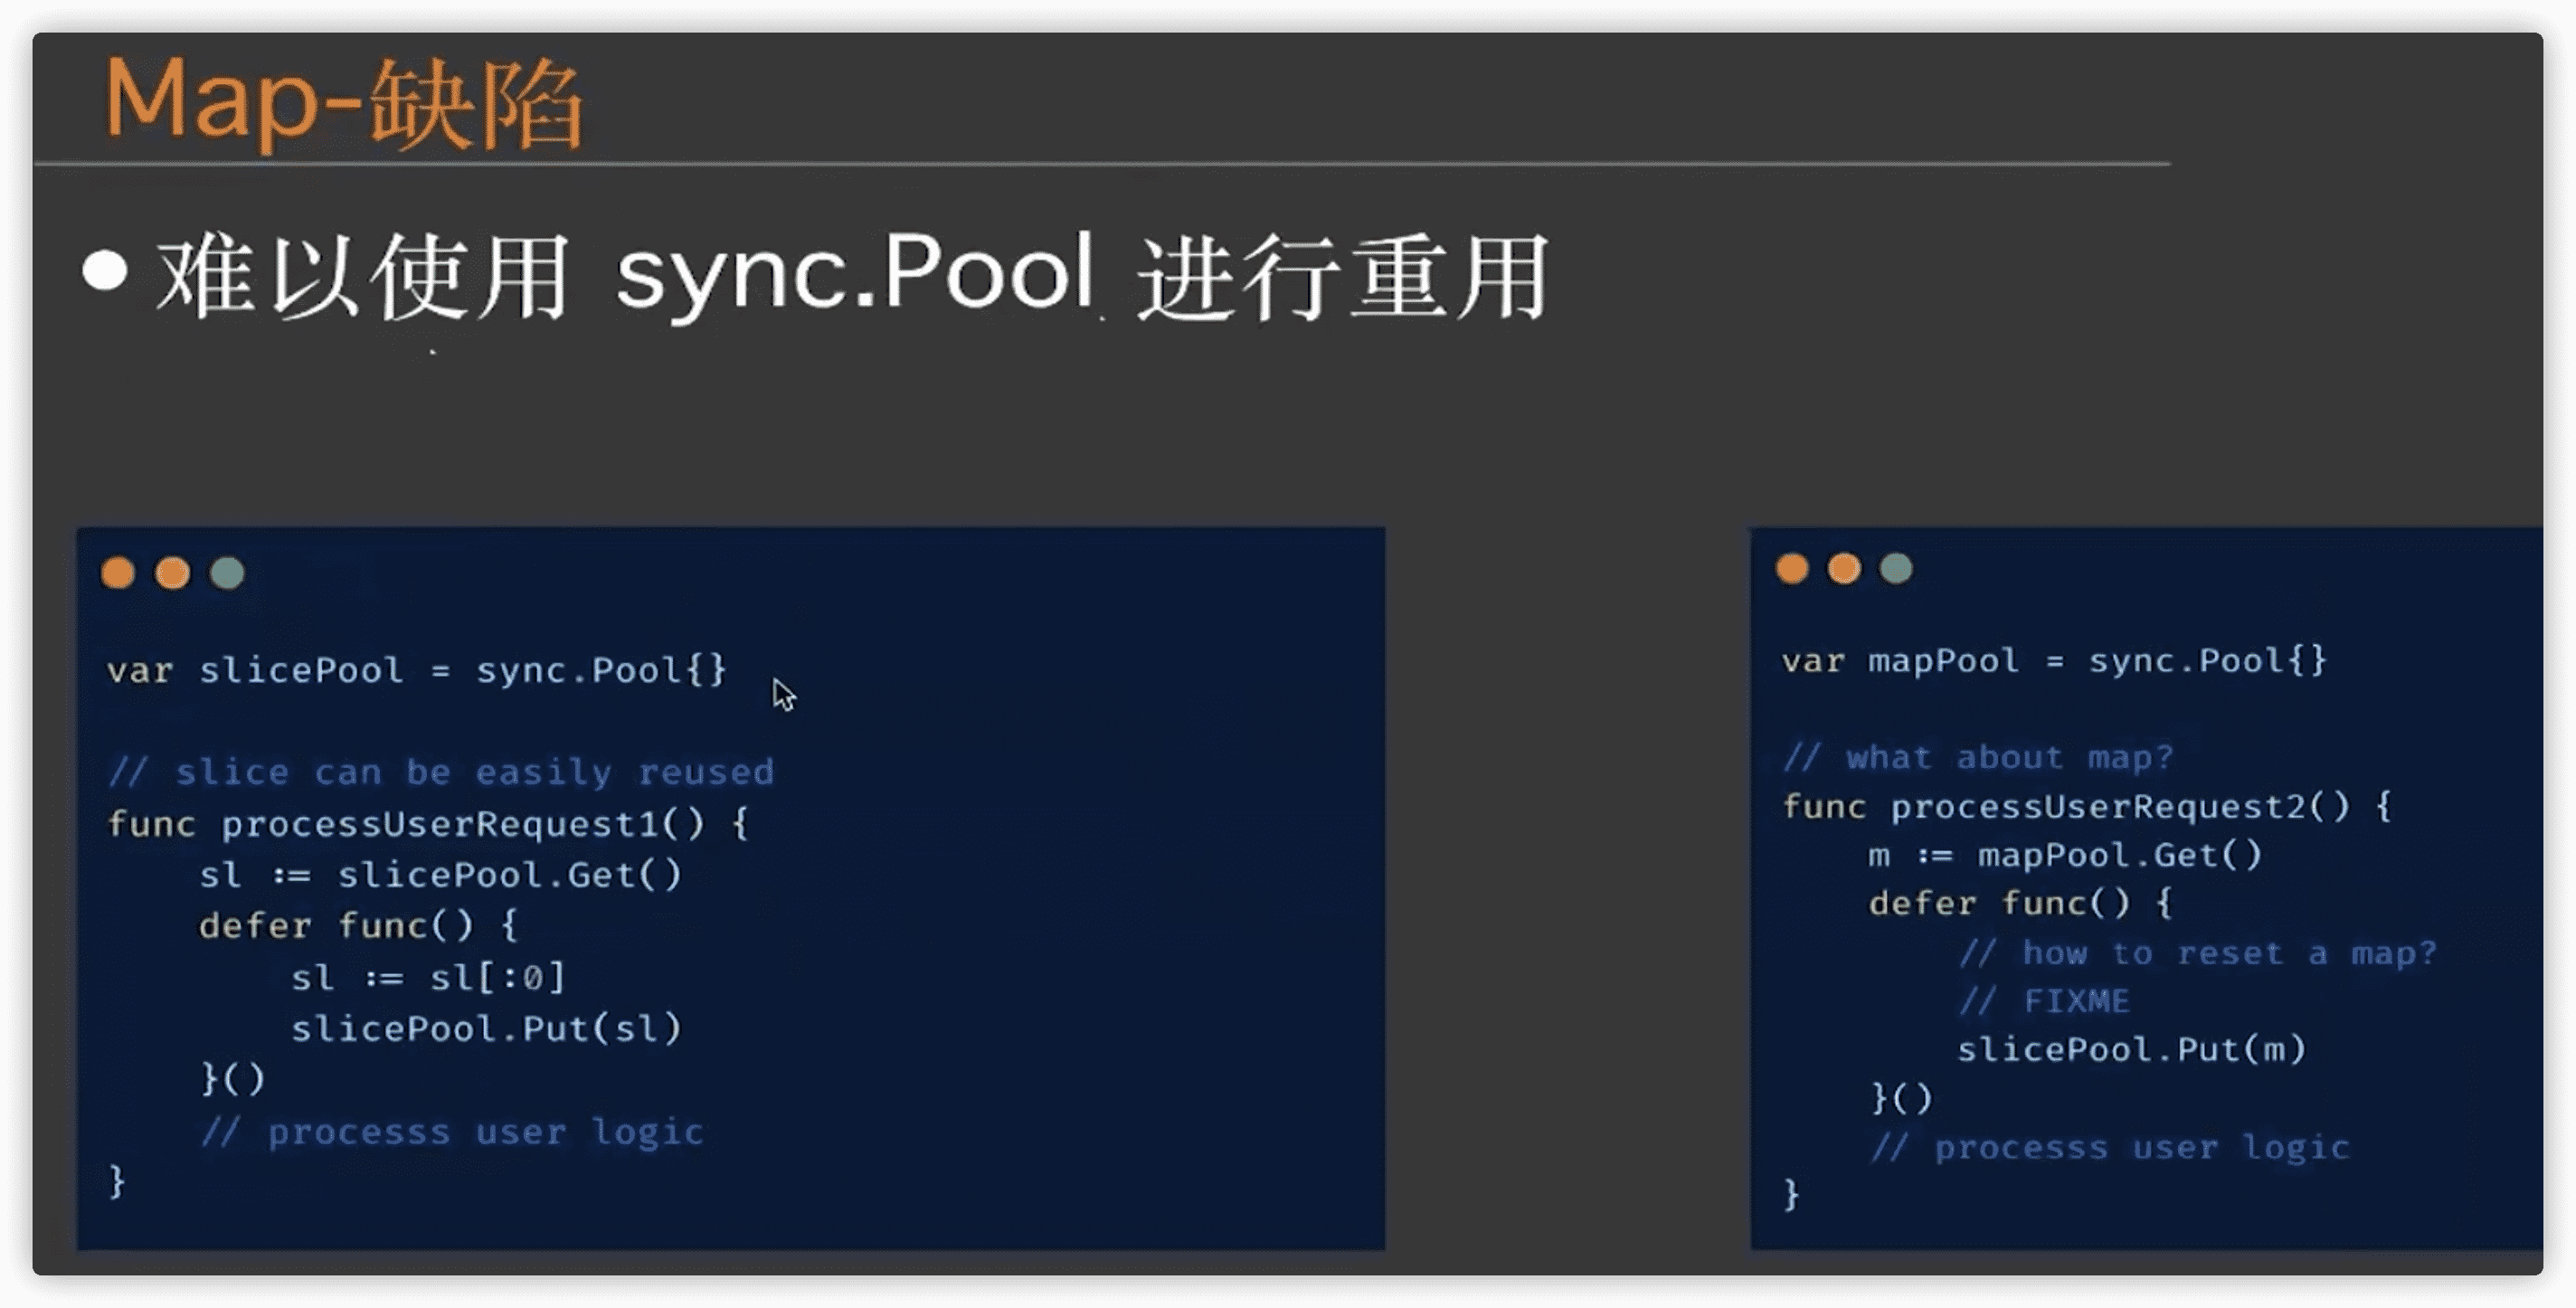 Map-缺陷
难以使用 sync.Pool 进行重用
var slicePool = sync.Pool{}
// slice can be easily reused
func processUserRequest1() {
    sl := slicePool.Get()
    defer func() {
        sl := sl[:0]
        slicePool.Put(sl)
    }()
    // processs user logic
}
var mapPool = sync.Pool{}
// what about map?
func processUserRequest2() {
    m := mapPool.Get()
    defer func() {
        // how to reset a map?
        // FIXME
        slicePool.Put(m)
    }()
    // processs user logic
}